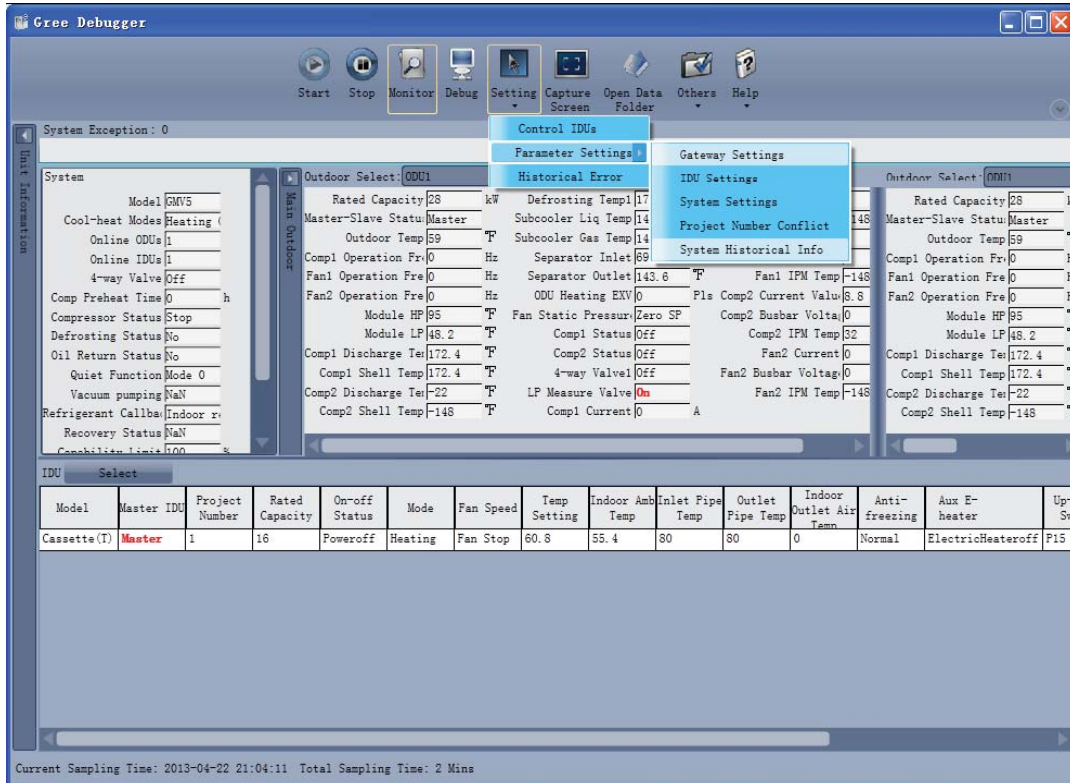 Gree Debugger
Start Stop Monitor Debug Setting Capture Screen Open Data Folder Others Help
System Exception: 0
Control IDUs
Parameter Settings
Historical Error
Gateway Settings
IDU Settings
System Settings
Project Number Conflict
System Historical Info
Unit Information
System
Model GMV5
Cool-heat Modes Heating (
Online ODUs 1
Online IDUs 1
4-way Valve Off
Comp Preheat Time 0 h
Compressor Status Stop
Defrosting Status No
Oil Return Status No
Quiet Function Mode 0
Vacuum pumping NaN
Refrigerant Callba Indoor r
Recovery Status NaN
Capability Limit 100 %
Main Outdoor
Outdoor Select: ODU1
Rated Capacity 28 kW Defrosting Temp1 17
Master-Slave Statu: Master Subcooler Liq Temp 14 -148
Outdoor Temp 59 °F Subcooler Gas Temp 14
Comp1 Operation Fr 0 Hz Separator Inlet 69
Fan1 Operation Fre 0 Hz Separator Outlet 143.6 °F Fan1 IPM Temp -148
Fan2 Operation Fre 0 Hz ODU Heating EXV 0 Pls Comp2 Current Valu 8.8
Module HP 95 °F Fan Static Pressur Zero SP Comp2 Busbar Volta 0
Module LP 48.2 °F Comp1 Status Off Comp2 IPM Temp 32
Comp1 Discharge Te 172.4 °F Comp2 Status Off Fan2 Current 0
Comp1 Shell Temp 172.4 °F 4-way Valve1 Off Fan2 Busbar Voltag 0
Comp2 Discharge Te -22 °F LP Measure Valve On Fan2 IPM Temp -148
Comp2 Shell Temp -148 °F Comp1 Current 0 A
Outdoor Select: ODU1
Rated Capacity 28
Master-Slave Statu: Master
Outdoor Temp 59
Comp1 Operation Fr 0
Fan1 Operation Fre 0
Fan2 Operation Fre 0
Module HP 95
Module LP 48.2
Comp1 Discharge Te 172.4
Comp1 Shell Temp 172.4
Comp2 Discharge Te -22
Comp2 Shell Temp -148
IDU Select
Model Master IDU Project Number Rated Capacity On-off Status Mode Fan Speed Temp Setting Indoor Amb Temp Inlet Pipe Temp Outlet Pipe Temp Indoor Outlet Air Temp Anti-freezing Aux E-heater Up- Sw
Cassette(T) Master 1 16 Poweroff Heating Fan Stop 60.8 55.4 80 80 0 Normal ElectricHeateroff P15
Current Sampling Time: 2013-04-22 21:04:11 Total Sampling Time: 2 Mins